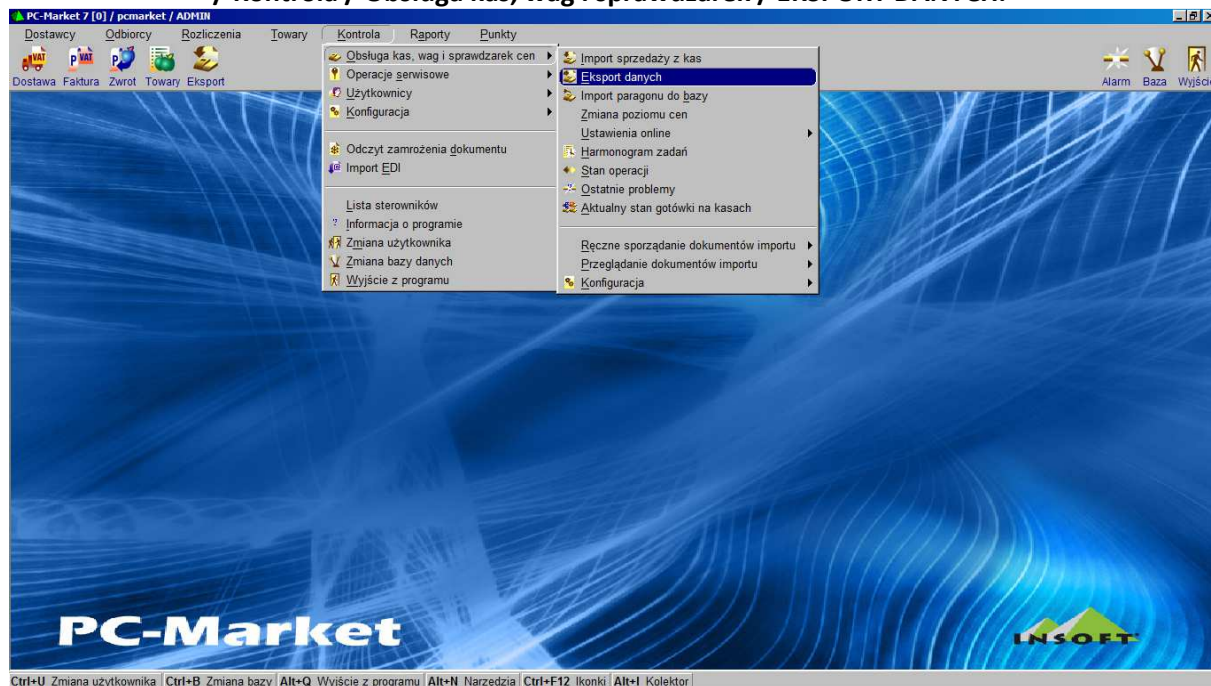 / Kontrola / Obsługa kas, wag i sprawdzarek /
PC-Market 7 [0] / pcmarket / ADMIN
Dostawcy Odbiorcy Rozliczenia Towary Kontrola Raporty Punkty
Dostawa Faktura Zwrot Towary Eksport
Alarm Baza Wyjście
Obsługa kas, wag i sprawdzarek cen
Operacje serwisowe
Użytkownicy
Konfiguracja
Odczyt zamrożenia dokumentu
Import EDI
Lista sterowników
Informacja o programie
Zmiana użytkownika
Zmiana bazy danych
Wyjście z programu
Import sprzedaży z kas
Eksport danych
Import paragonu do bazy
Zmiana poziomu cen
Ustawienia online
Harmonogram zadań
Stan operacji
Ostatnie problemy
Aktualny stan gotówki na kasach
Ręczne sporządanie dokumentów importu
Przeglądanie dokumentów importu
Konfiguracja
PC-Market
INSOFT
Ctrl+U Zmiana użytkownika Ctrl+B Zmiana bazy Alt+Q Wyjście z programu Alt+N Narzędzia Ctrl+F12 Ikonki Alt+I Kolektor